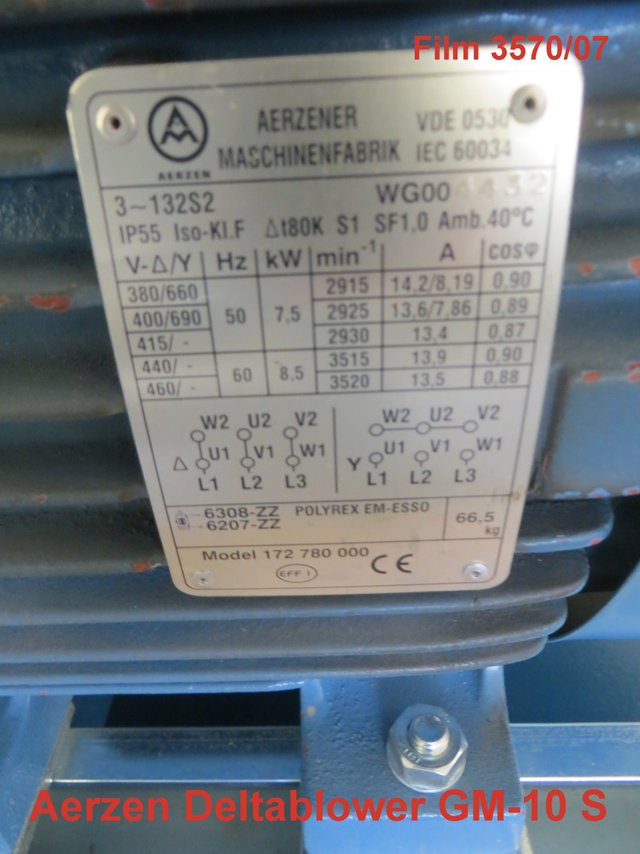 Film 3570/07
AERZEN
AERZENER
MASCHINENFABRIK
VDE 0530
IEC 60034
3~132S2 WG00 4432
IP55 Iso-Kl.F Δt80K S1 SF1,0 Amb.40°C
V-Δ/Y Hz kW min⁻¹ A cosφ
380/660 50 7,5 2915 14,2/8,19 0,90
400/690 2925 13,6/7,86 0,89
415/- 2930 13,4 0,87
440/- 60 8.5 3515 13,9 0,90
460/- 3520 13,5 0,88
W2 U2 V2 W2 U2 V2
Δ U1 V1 W1 Y U1 V1 W1
L1 L2 L3 L1 L2 L3
6308-ZZ POLYREX EM-ESSO 66,5
6207-ZZ kg
Model 172 780 000
EFF 1 CE
Aerzen Deltablower GM-10 S